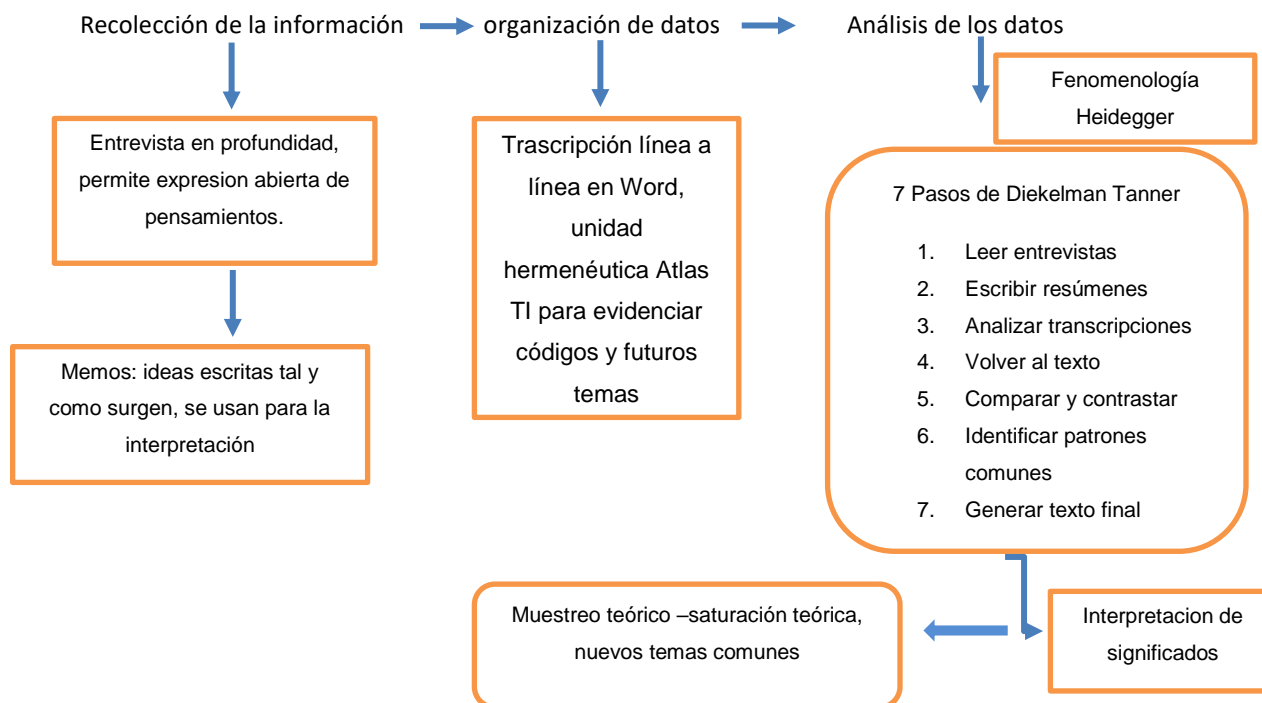 Recolección de la información
organización de datos
Análisis de los datos
Entrevista en profundidad,
permite expresion abierta de
pensamientos.
Memos: ideas escritas tal y
como surgen, se usan para la
interpretación
Trascripción línea a
línea en Word,
unidad
hermenéutica Atlas
TI para evidenciar
códigos y futuros
temas
Fenomenología
Heidegger
7 Pasos de Diekelman Tanner
1. Leer entrevistas
2. Escribir resúmenes
3. Analizar transcripciones
4. Volver al texto
5. Comparar y contrastar
6. Identificar patrones
comunes
7. Generar texto final
Muestreo teórico –saturación teórica,
nuevos temas comunes
Interpretacion de
significados